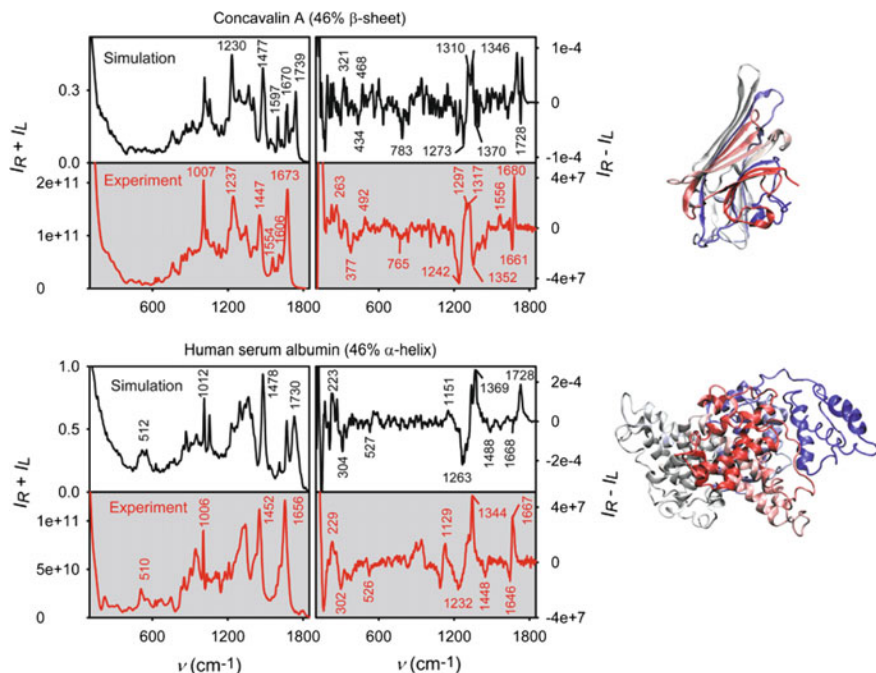 Concavalin A (46% β-sheet)
Simulation
1230
1477
1597
1670
1739
321
468
434
783
1273
1310
1346
1370
1728
0.3
0.0
1e-4
0
-1e-4
I_R + I_L
I_R - I_L
Experiment
1007
1237
1447
1554
1606
1673
263
492
377
765
1242
1297
1317
1352
1556
1680
1661
2e+11
1e+11
0
4e+7
0
-4e+7
600 1200 1800 600 1200 1800
Human serum albumin (46% α-helix)
Simulation
512
1012
1478
1730
223
304
527
1151
1263
1369
1488
1668
1728
1.0
0.5
0.0
2e-4
0
-2e-4
I_R + I_L
I_R - I_L
Experiment
510
1006
1452
1656
229
302
526
1129
1232
1344
1448
1646
1667
1e+11
5e+10
0
4e+7
0
-4e+7
600 1200 1800 600 1200 1800
ν (cm-1) ν (cm-1)